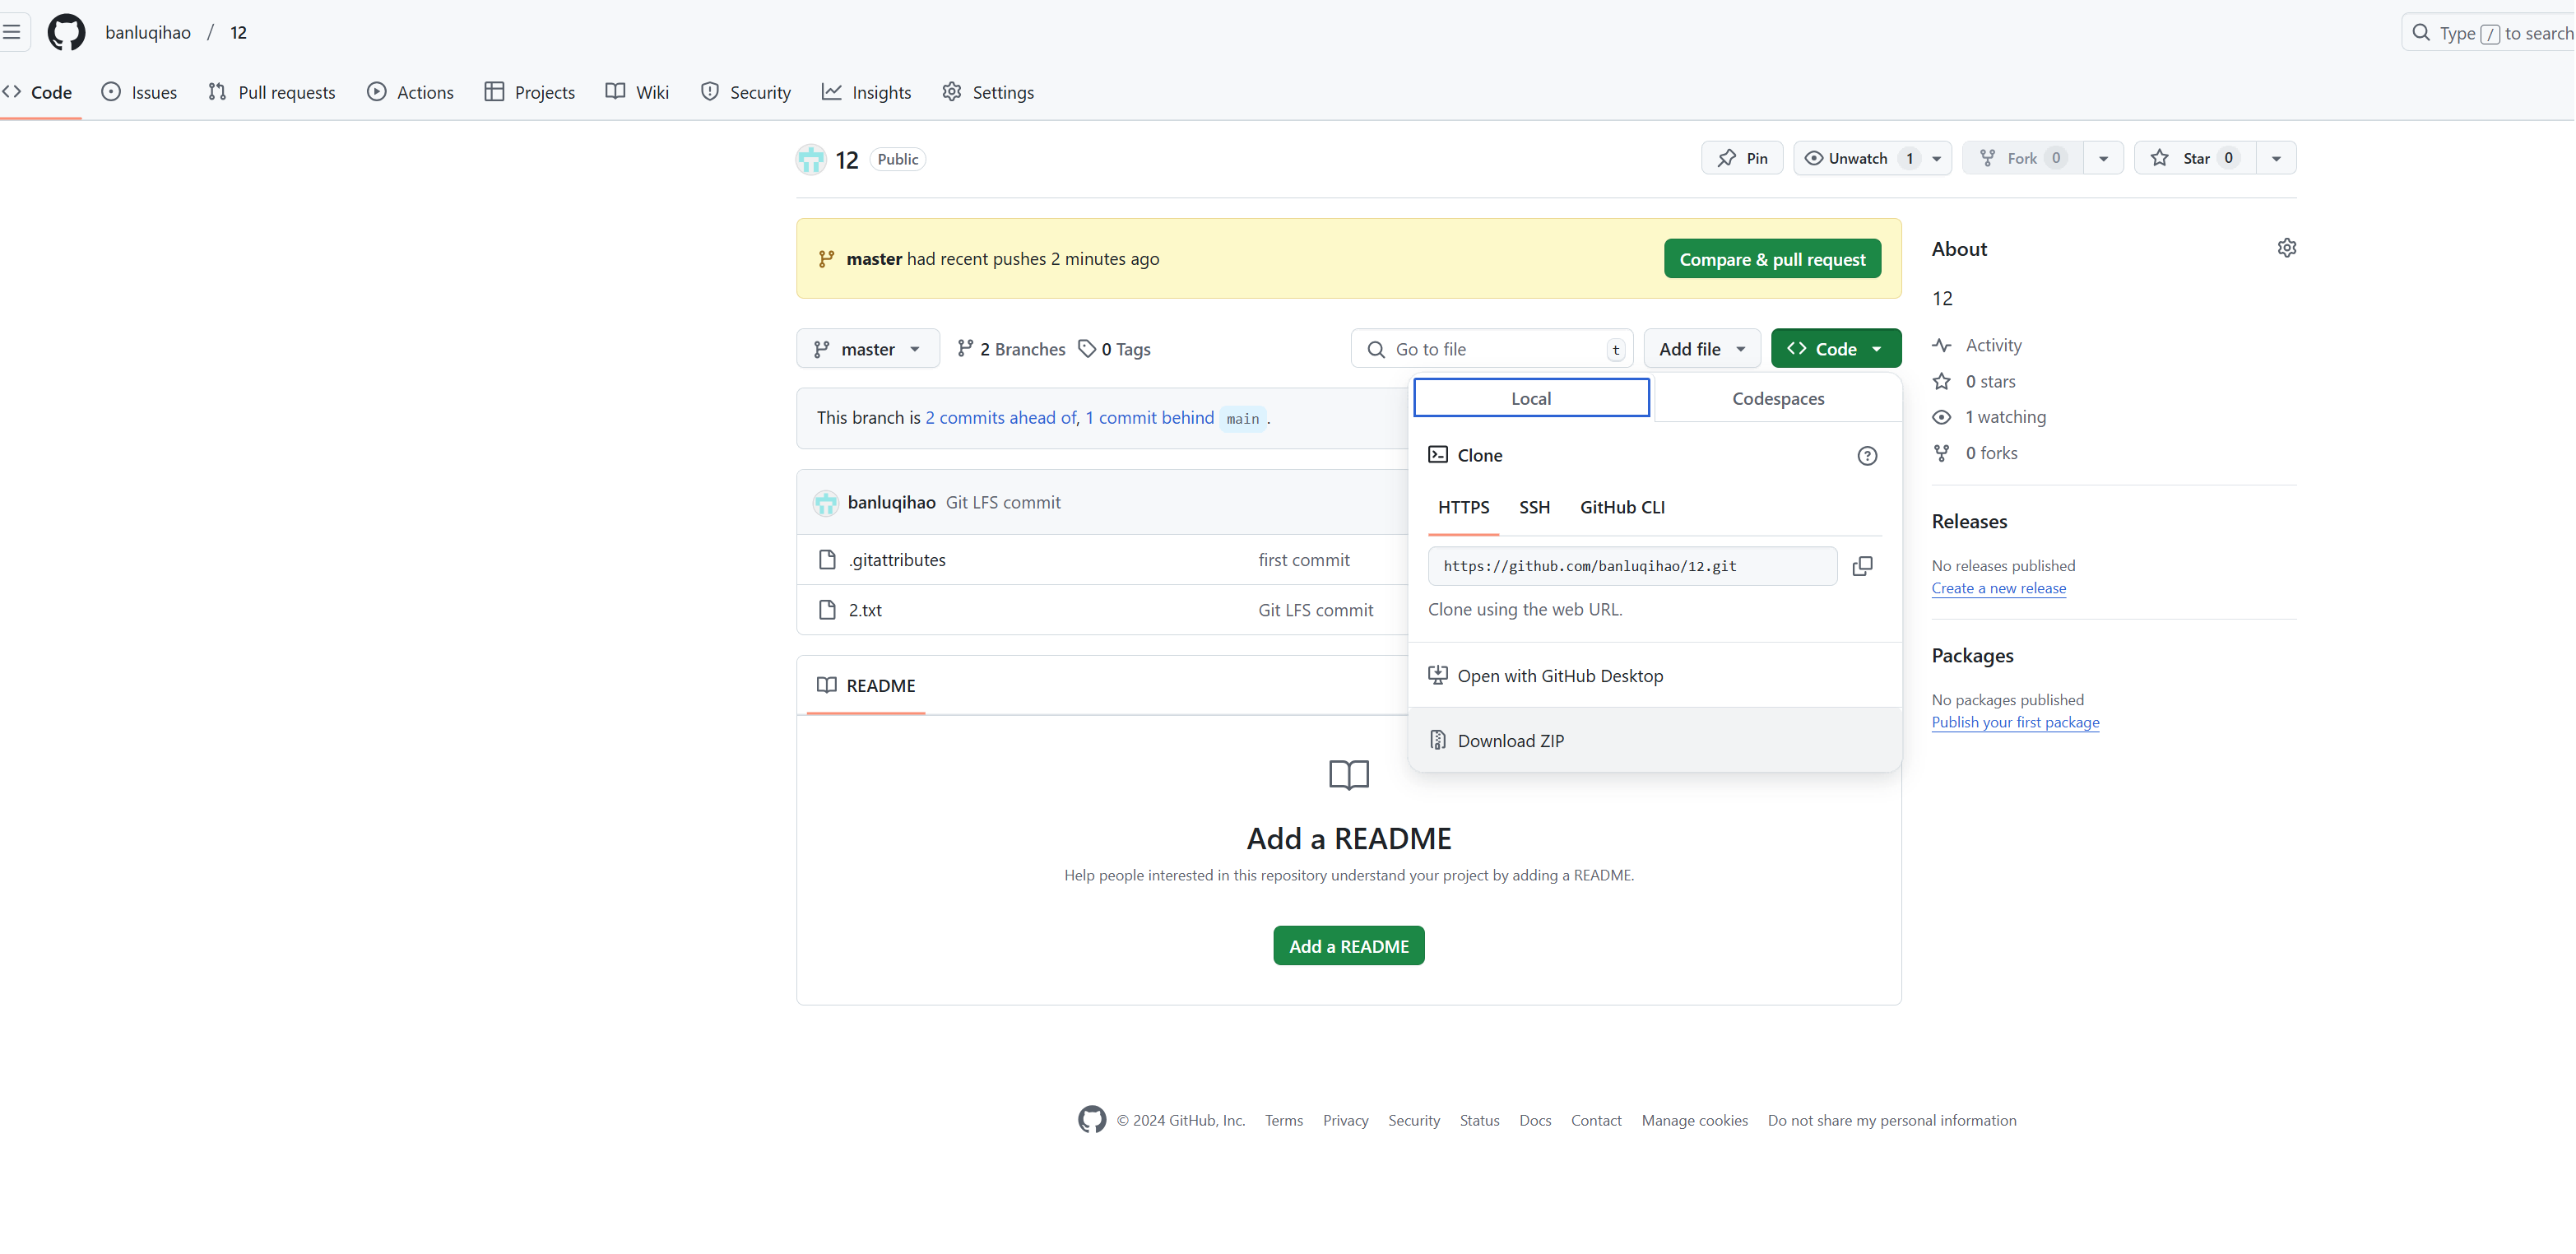 banluqihao / 12
Type / to search
Code Issues Pull requests Actions Projects Wiki Security Insights Settings
12 Public
Pin Unwatch 1 Fork 0 Star 0
master had recent pushes 2 minutes ago
Compare & pull request
master 2 Branches 0 Tags
Go to file t
Add file
Code
This branch is 2 commits ahead of, 1 commit behind main .
banluqihao Git LFS commit
.gitattributes first commit
2.txt Git LFS commit
Local Codespaces
Clone
HTTPS SSH GitHub CLI
https://github.com/banluqihao/12.git
Clone using the web URL.
Open with GitHub Desktop
Download ZIP
README
Add a README
Help people interested in this repository understand your project by adding a README.
Add a README
About
12
Activity
0 stars
1 watching
0 forks
Releases
No releases published
Create a new release
Packages
No packages published
Publish your first package
© 2024 GitHub, Inc. Terms Privacy Security Status Docs Contact Manage cookies Do not share my personal information